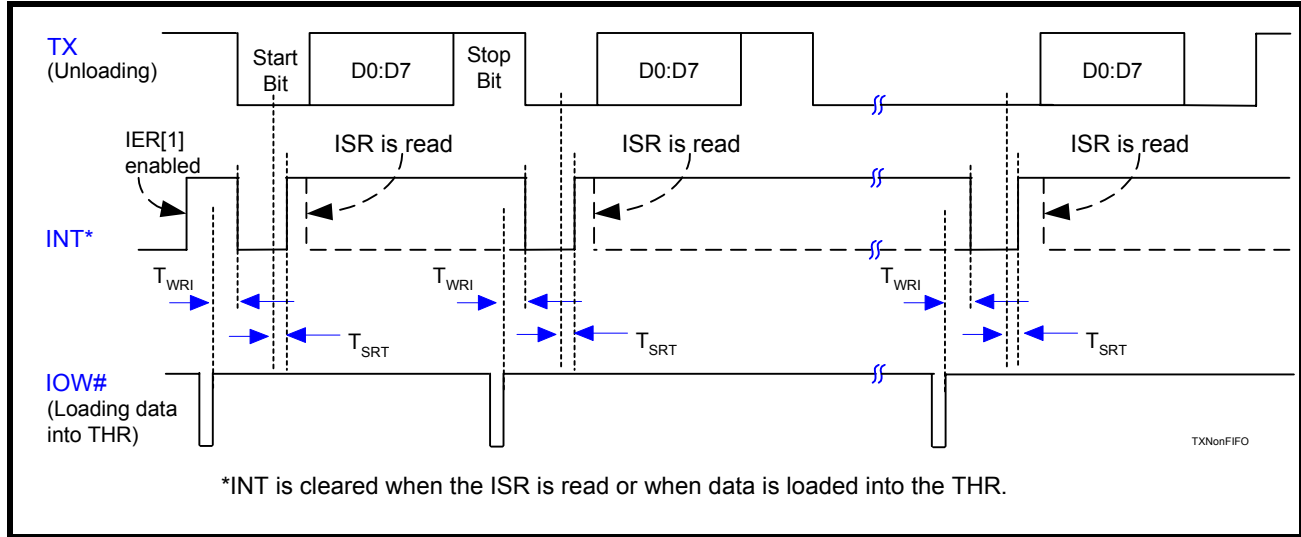 TX
(Unloading)
Start
Bit
D0:D7
Stop
Bit
D0:D7
D0:D7
IER[1]
enabled
ISR is read
ISR is read
ISR is read
INT*
TWRI
TWRI
TWRI
TSRT
TSRT
TSRT
IOW#
(Loading data
into THR)
TXNonFIFO
*INT is cleared when the ISR is read or when data is loaded into the THR.